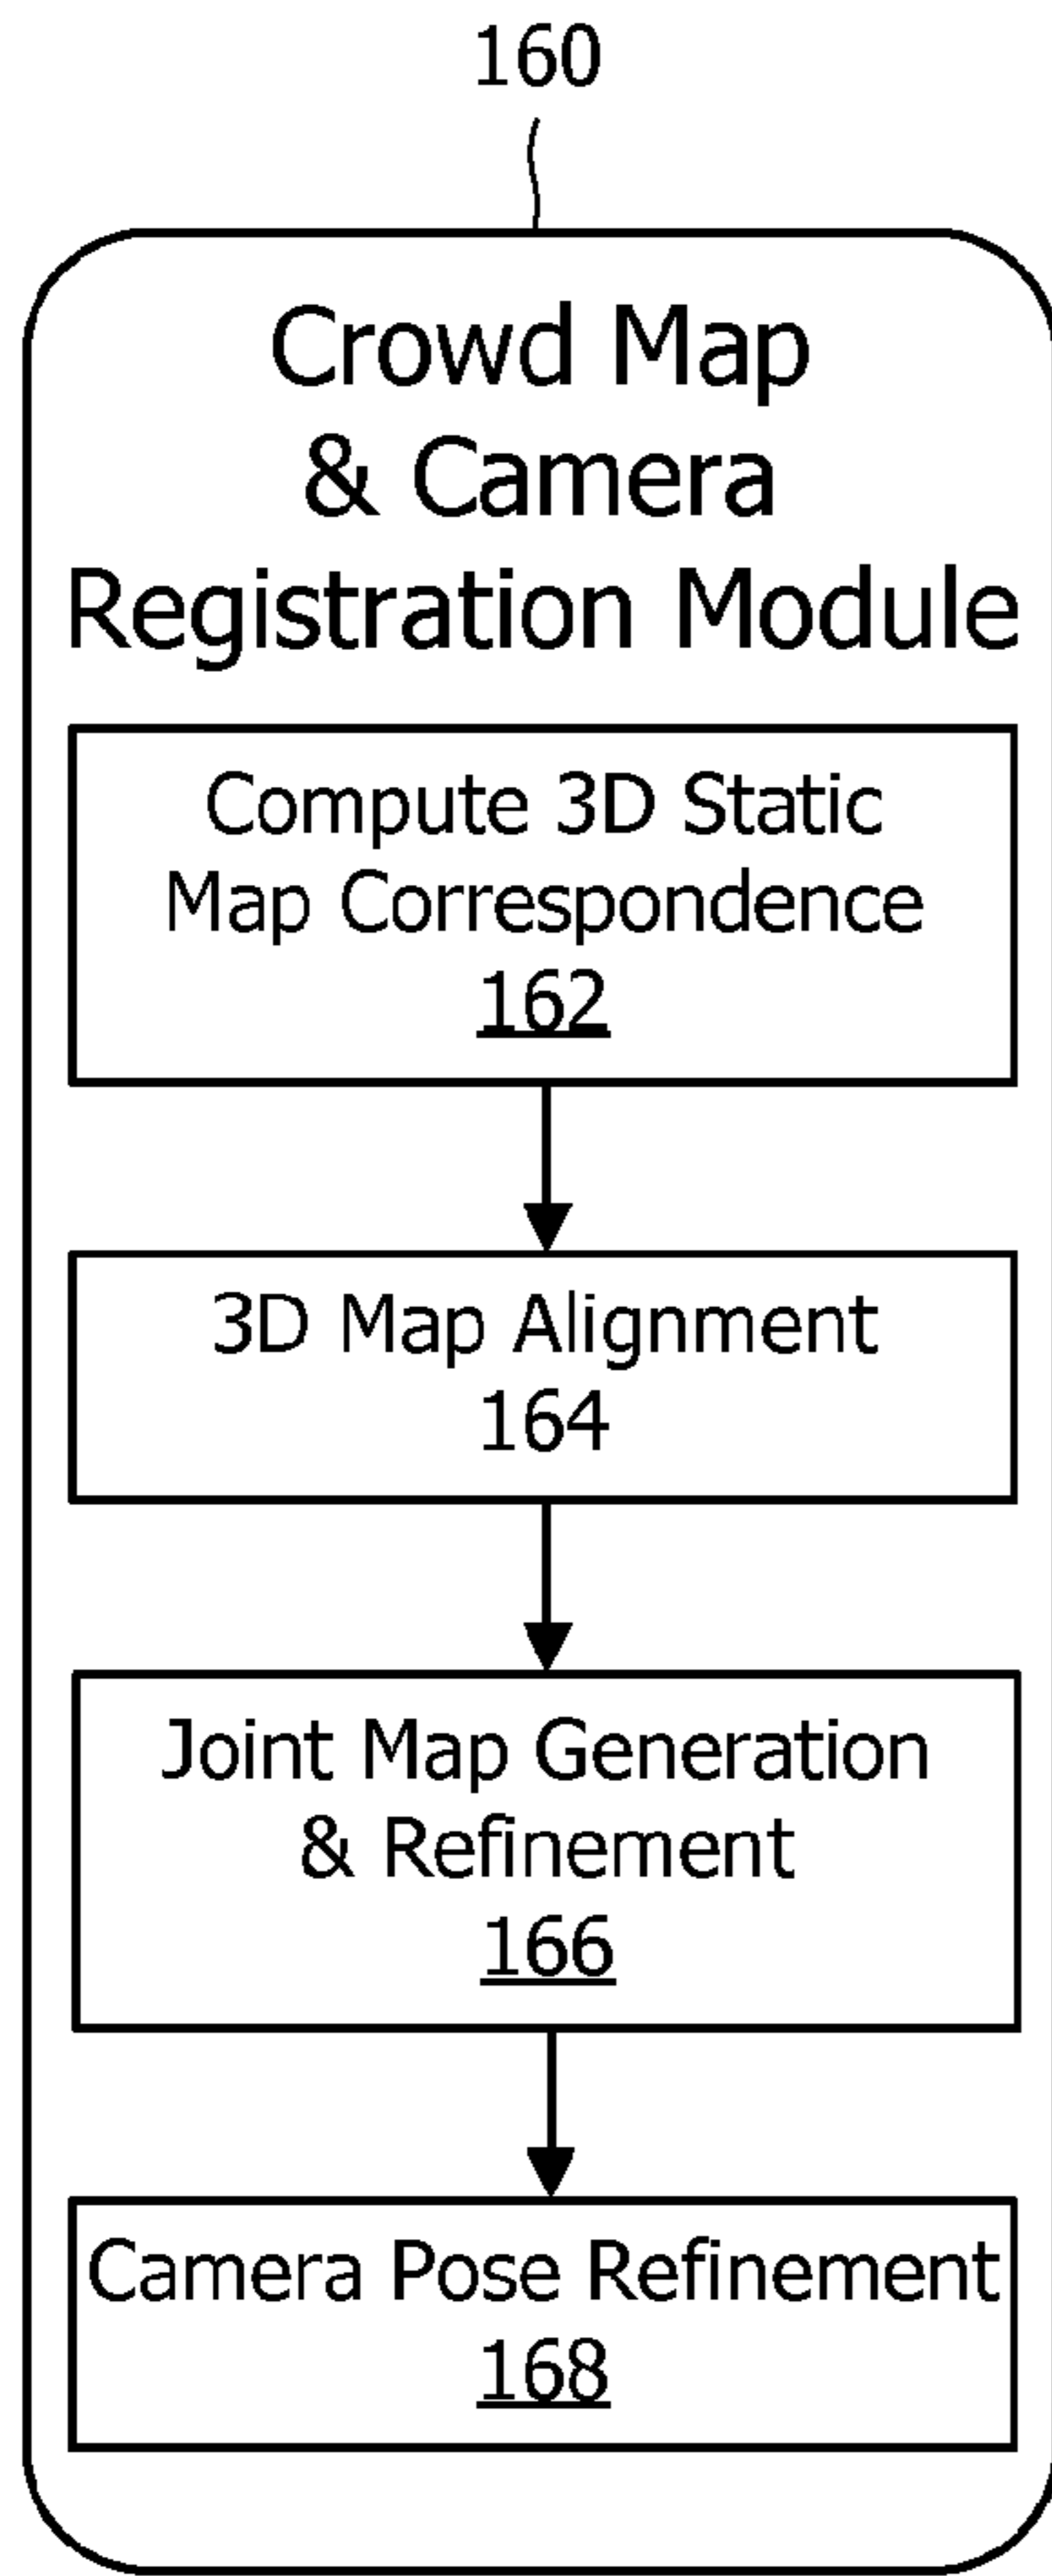 160
Crowd Map
& Camera
Registration Module
Compute 3D Static
Map Correspondence
162
3D Map Alignment
164
Joint Map Generation
& Refinement
166
Camera Pose Refinement
168